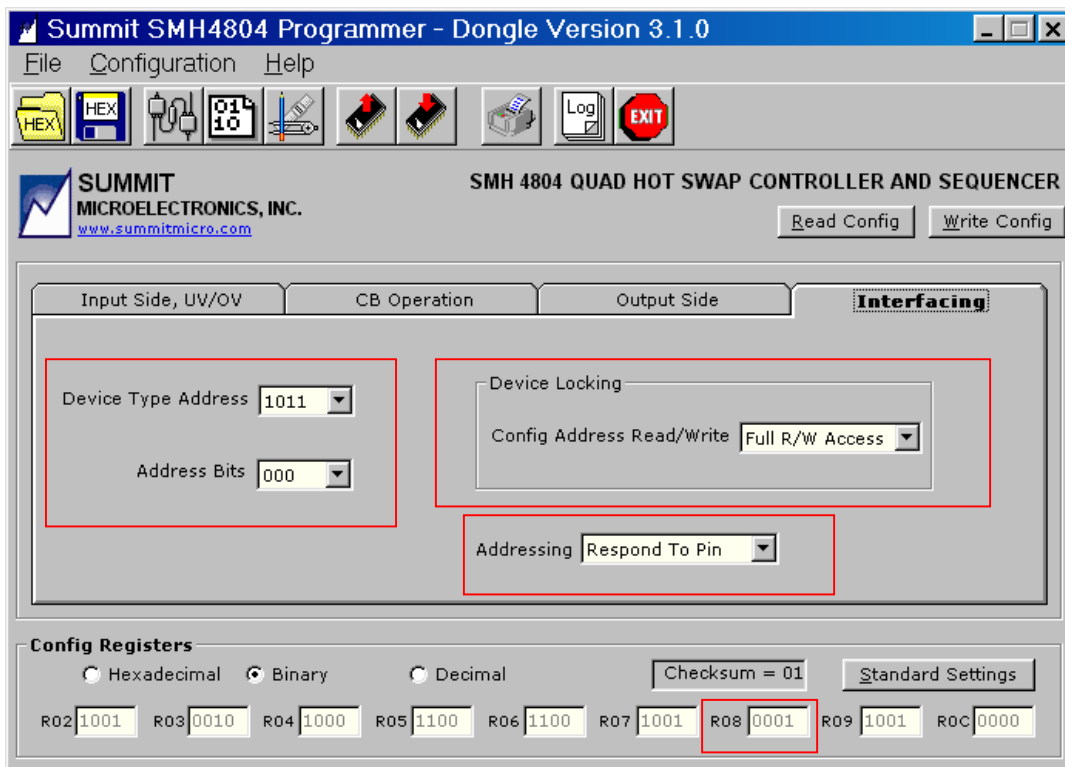 Summit SMH4804 Programmer - Dongle Version 3.1.0
File Configuration Help
HEX HEX 01 10 Log EXIT
SUMMIT
MICROELECTRONICS, INC.
www.summitmicro.com
SMH 4804 QUAD HOT SWAP CONTROLLER AND SEQUENCER
Read Config Write Config
Input Side, UV/OV CB Operation Output Side Interfacing
Device Type Address 1011
Address Bits 000
Device Locking
Config Address Read/Write Full R/W Access
Addressing Respond To Pin
Config Registers
Hexadecimal Binary Decimal Checksum = 01 Standard Settings
R02 1001 R03 0010 R04 1000 R05 1100 R06 1100 R07 1001 R08 0001 R09 1001 R0C 0000